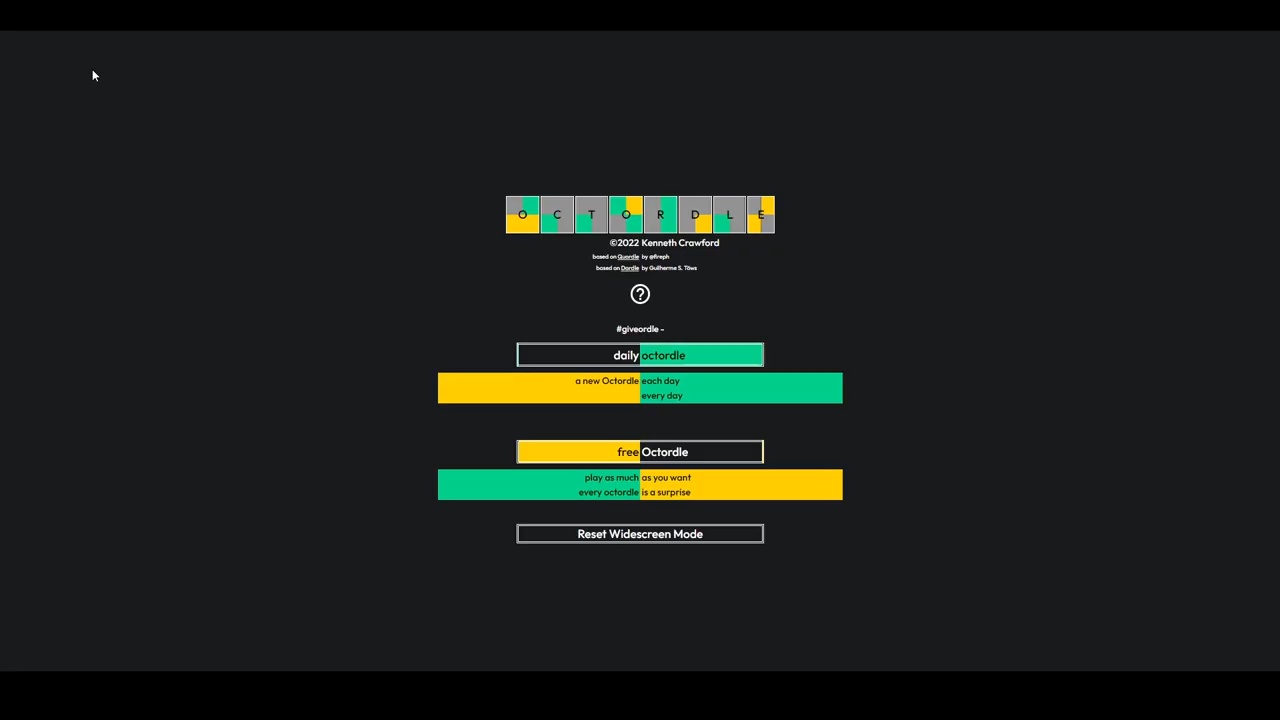 OCTORDLE
©2022 Kenneth Crawford
based on Quordle by @fireph
based on Dordle by Guilherme S. Töws
?
#giveordle -
daily octordle
a new Octordle each day
every day
free Octordle
play as much as you want
every octordle is a surprise
Reset Widescreen Mode